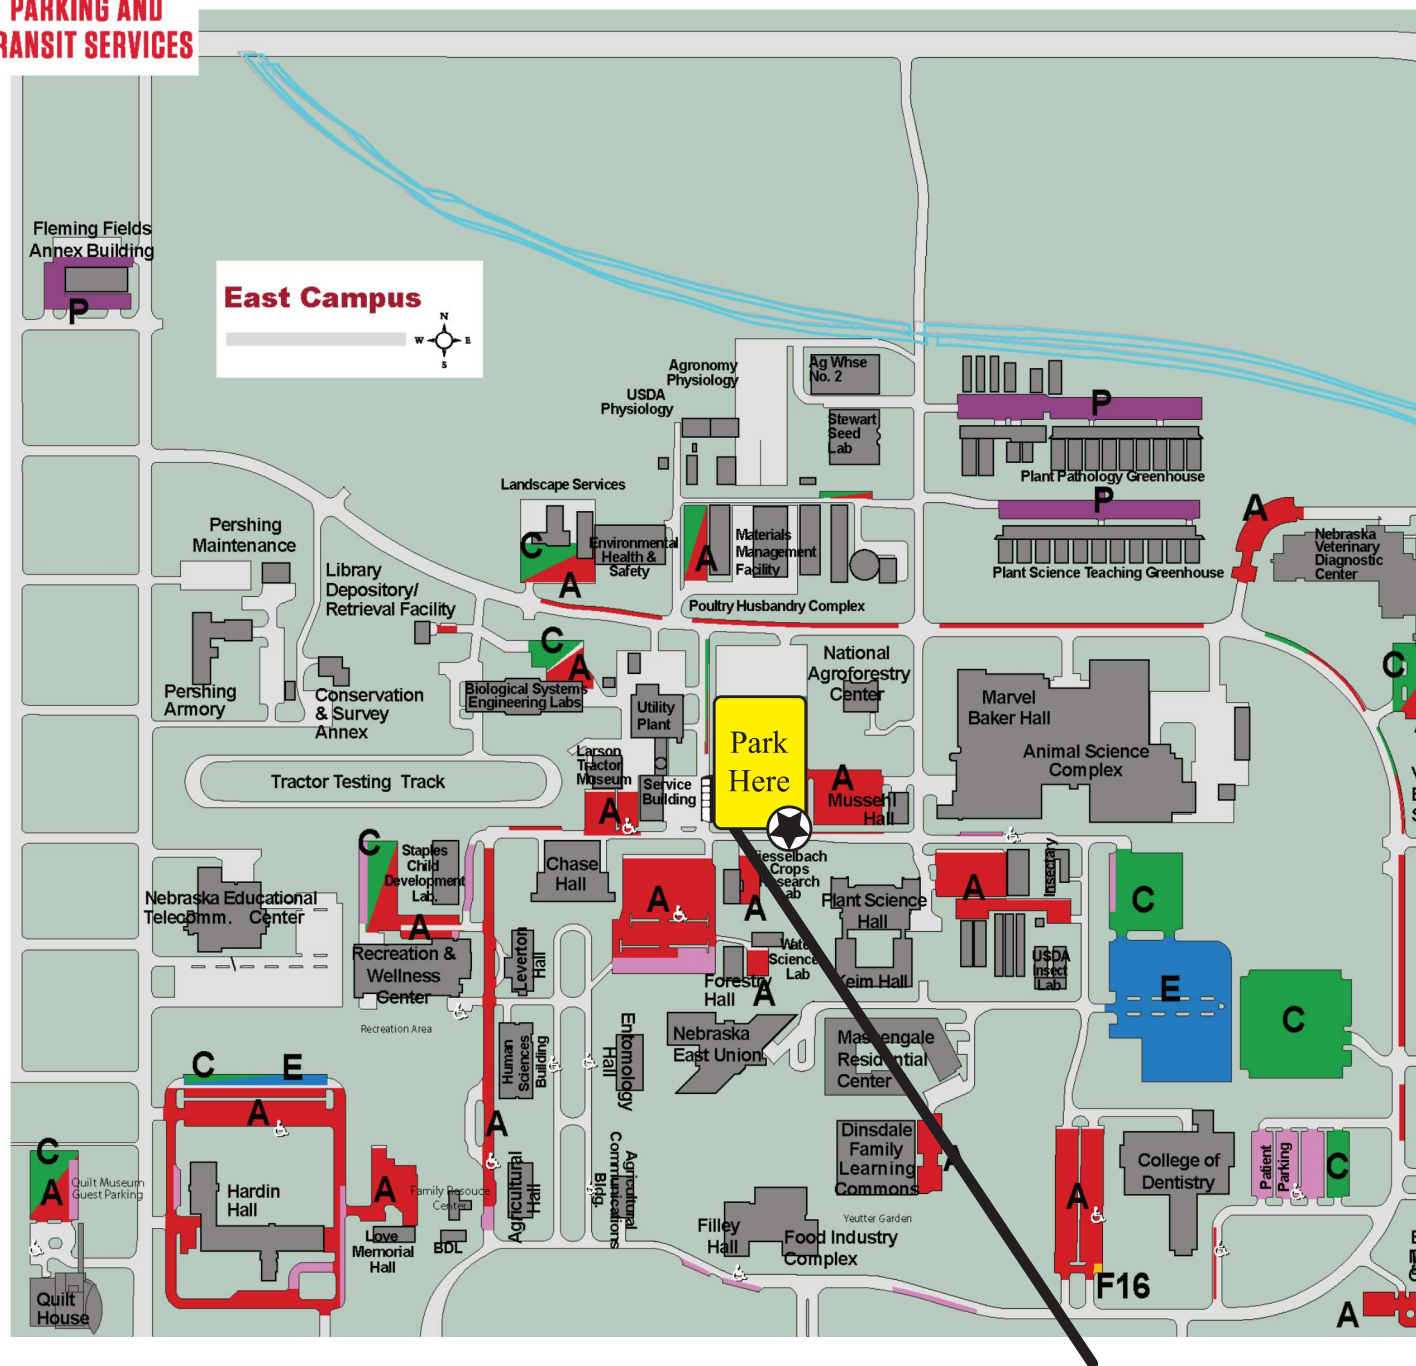 PARKING AND
RANSIT SERVICES
Fleming Fields
Annex Building
P
East Campus
N
W
E
S
Agronomy
Physiology
USDA
Physiology
Ag Whse
No. 2
Stewart
Seed
Lab
P
Plant Pathology Greenhouse
P
Plant Science Teaching Greenhouse
A
Nebraska
Veterinary
Diagnostic
Center
Landscape Services
C
A
Environmental
Health &
Safety
A
Materials
Management
Facility
Poultry Husbandry Complex
Pershing
Maintenance
Library
Depository/
Retrieval Facility
Pershing
Armory
Conservation
& Survey
Annex
C
A
Biological Systems
Engineering Labs
Utility
Plant
National
Agroforestry
Center
Marvel
Baker Hall
Animal Science
Complex
C
Tractor Testing Track
Larson
Tractor
Museum
A
Service
Building
Park
Here
A
Mussehl
Hall
C
Staples
Child
Development
Lab.
A
Chase
Hall
A
Crops
A
Plant Science
Hall
A
Insectary
C
Nebraska Educational
Telecomm. Center
Recreation &
Wellness
Center
Recreation Area
Leverton
Hall
Forestry
Hall
Science
Lab
A
Keim Hall
USDA
Insect
Lab
E
C
Human
Sciences
Building
Entomology
Hall
Nebraska
East Union
Massengale
Residential
Center
C
E
A
A
Dinsdale
Family
Learning
Commons
A
C
A
Quilt Museum
Guest Parking
Hardin
Hall
A
Family Resouce
Center
Love
Memorial
Hall
BDL
Agricultural
Hall
Agricultural
Communications
Bldg.
Filley
Hall
Food Industry
Complex
Yeutter Garden
A
F16
College of
Dentistry
Patient
Parking
C
Quilt
House
A